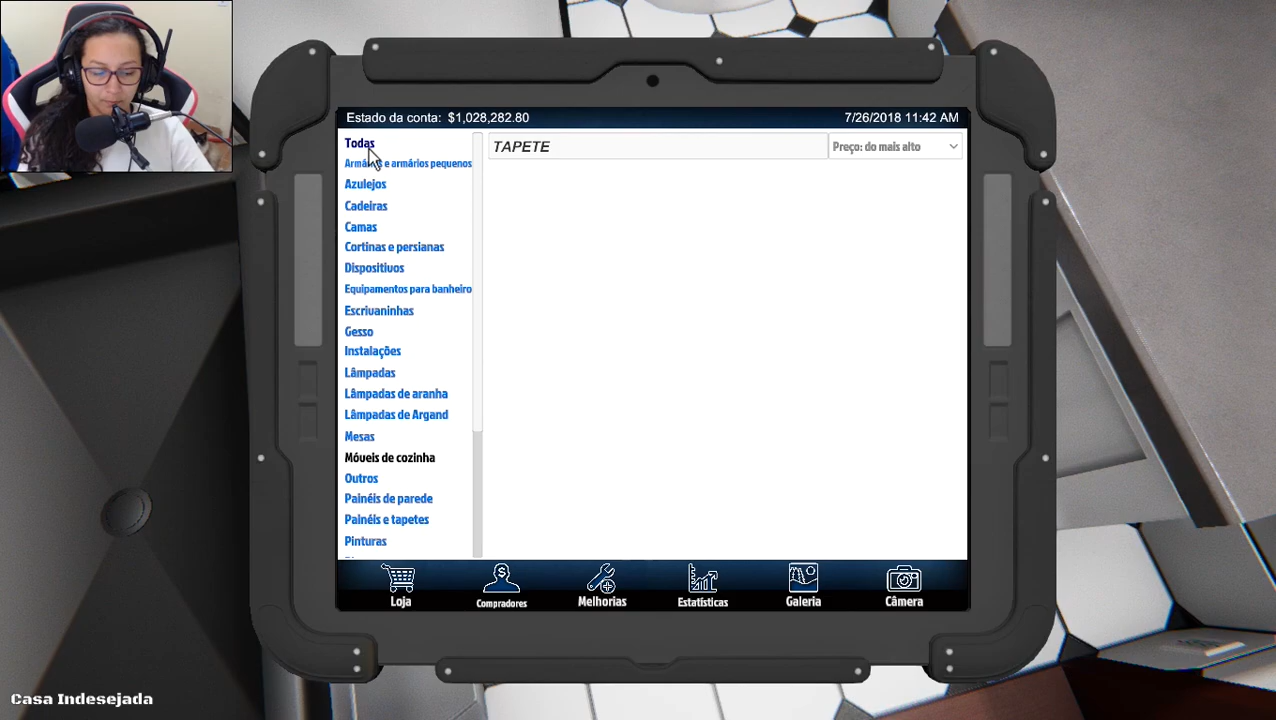 Estado da conta: $1,028,282.80
7/26/2018 11:42 AM
Todas
TAPETE
Preço: do mais alto
e armários pequenos
Azulejos
Cadeiras
Camas
Cortinas e persianas
Dispositivos
Equipamentos para banheiro
Escrivaninhas
Gesso
Instalações
Lâmpadas
Lâmpadas de aranha
Lâmpadas de Argand
Mesas
Móveis de cozinha
Outros
Painéis de parede
Painéis e tapetes
Pinturas
Loja
Compradores
Melhorias
Estatísticas
Galeria
Câmera
Casa Indesejada